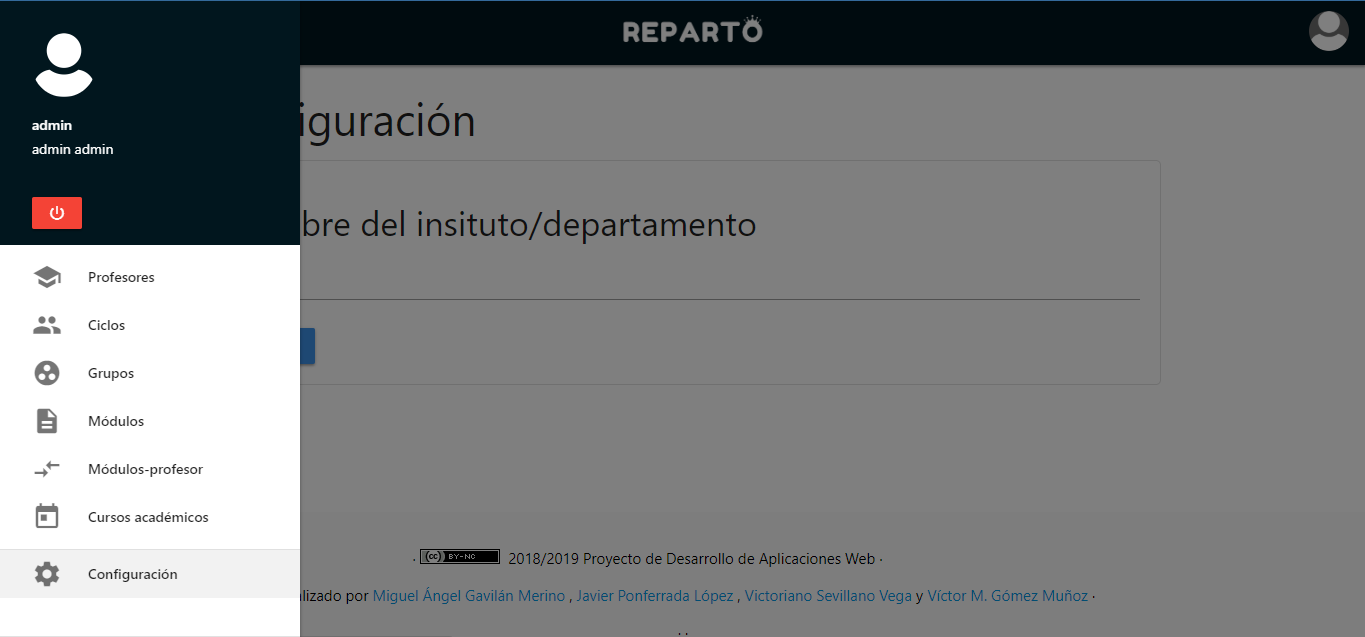 REPARTO
admin
admin admin
iguración
bre del insituto/departamento
Profesores
Ciclos
Grupos
Módulos
Módulos-profesor
Cursos académicos
Configuración
· (cc) BY-NC 2018/2019 Proyecto de Desarrollo de Aplicaciones Web ·
lizado por Miguel Ángel Gavilán Merino , Javier Ponferrada López , Victoriano Sevillano Vega y Víctor M. Gómez Muñoz ·